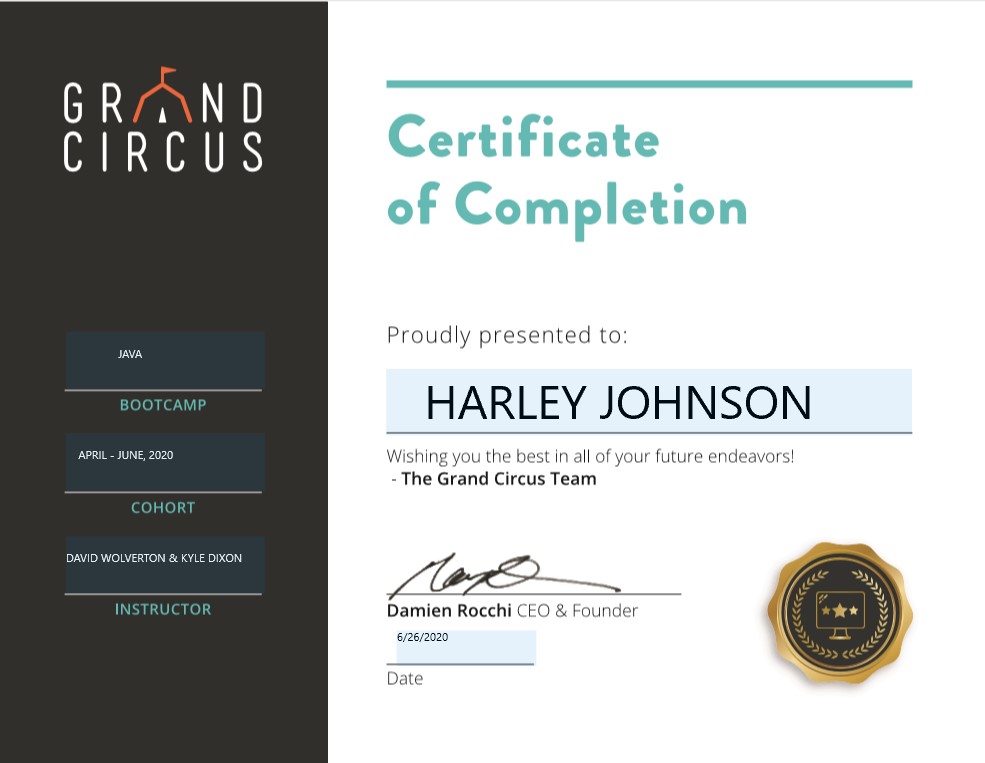 GRAND
CIRCUS
JAVA
BOOTCAMP
APRIL - JUNE, 2020
COHORT
DAVID WOLVERTON & KYLE DIXON
INSTRUCTOR
Certificate
of Completion
Proudly presented to:
HARLEY JOHNSON
Wishing you the best in all of your future endeavors!
- The Grand Circus Team
Damien Rocchi CEO & Founder
6/26/2020
Date